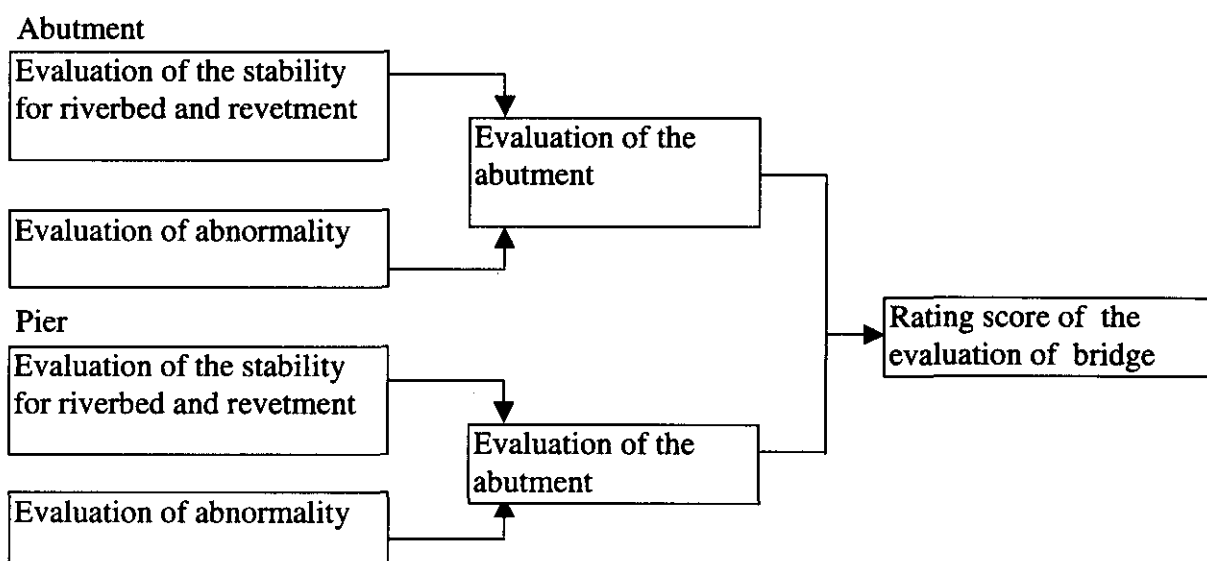 Abutment
Evaluation of the stability
for riverbed and revetment
Evaluation of the
abutment
Evaluation of abnormality
Pier
Rating score of the
evaluation of bridge
Evaluation of the stability
for riverbed and revetment
Evaluation of the
abutment
Evaluation of abnormality